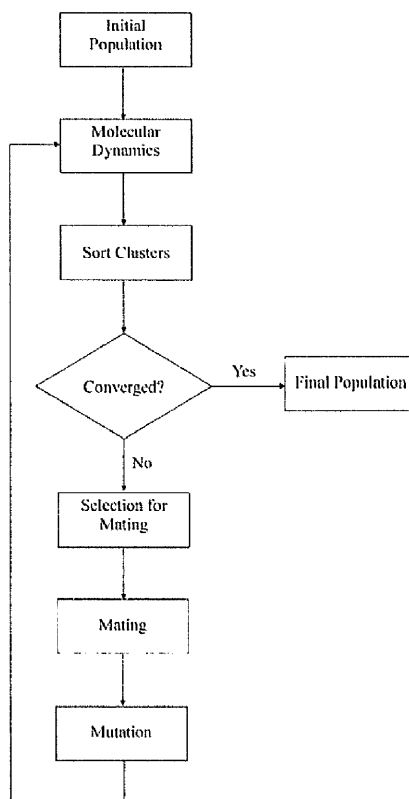 Initial
Population
Molecular
Dynamics
Sort Clusters
Converged?
Yes
Final Population
No
Selection for
Mating
Mating
Mutation